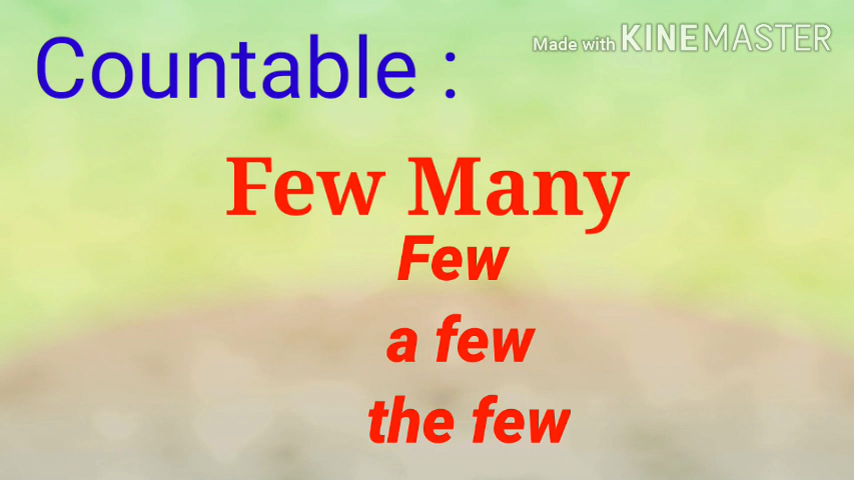 Made with KINEMASTER
Countable :
Few Many
Few
a few
the few